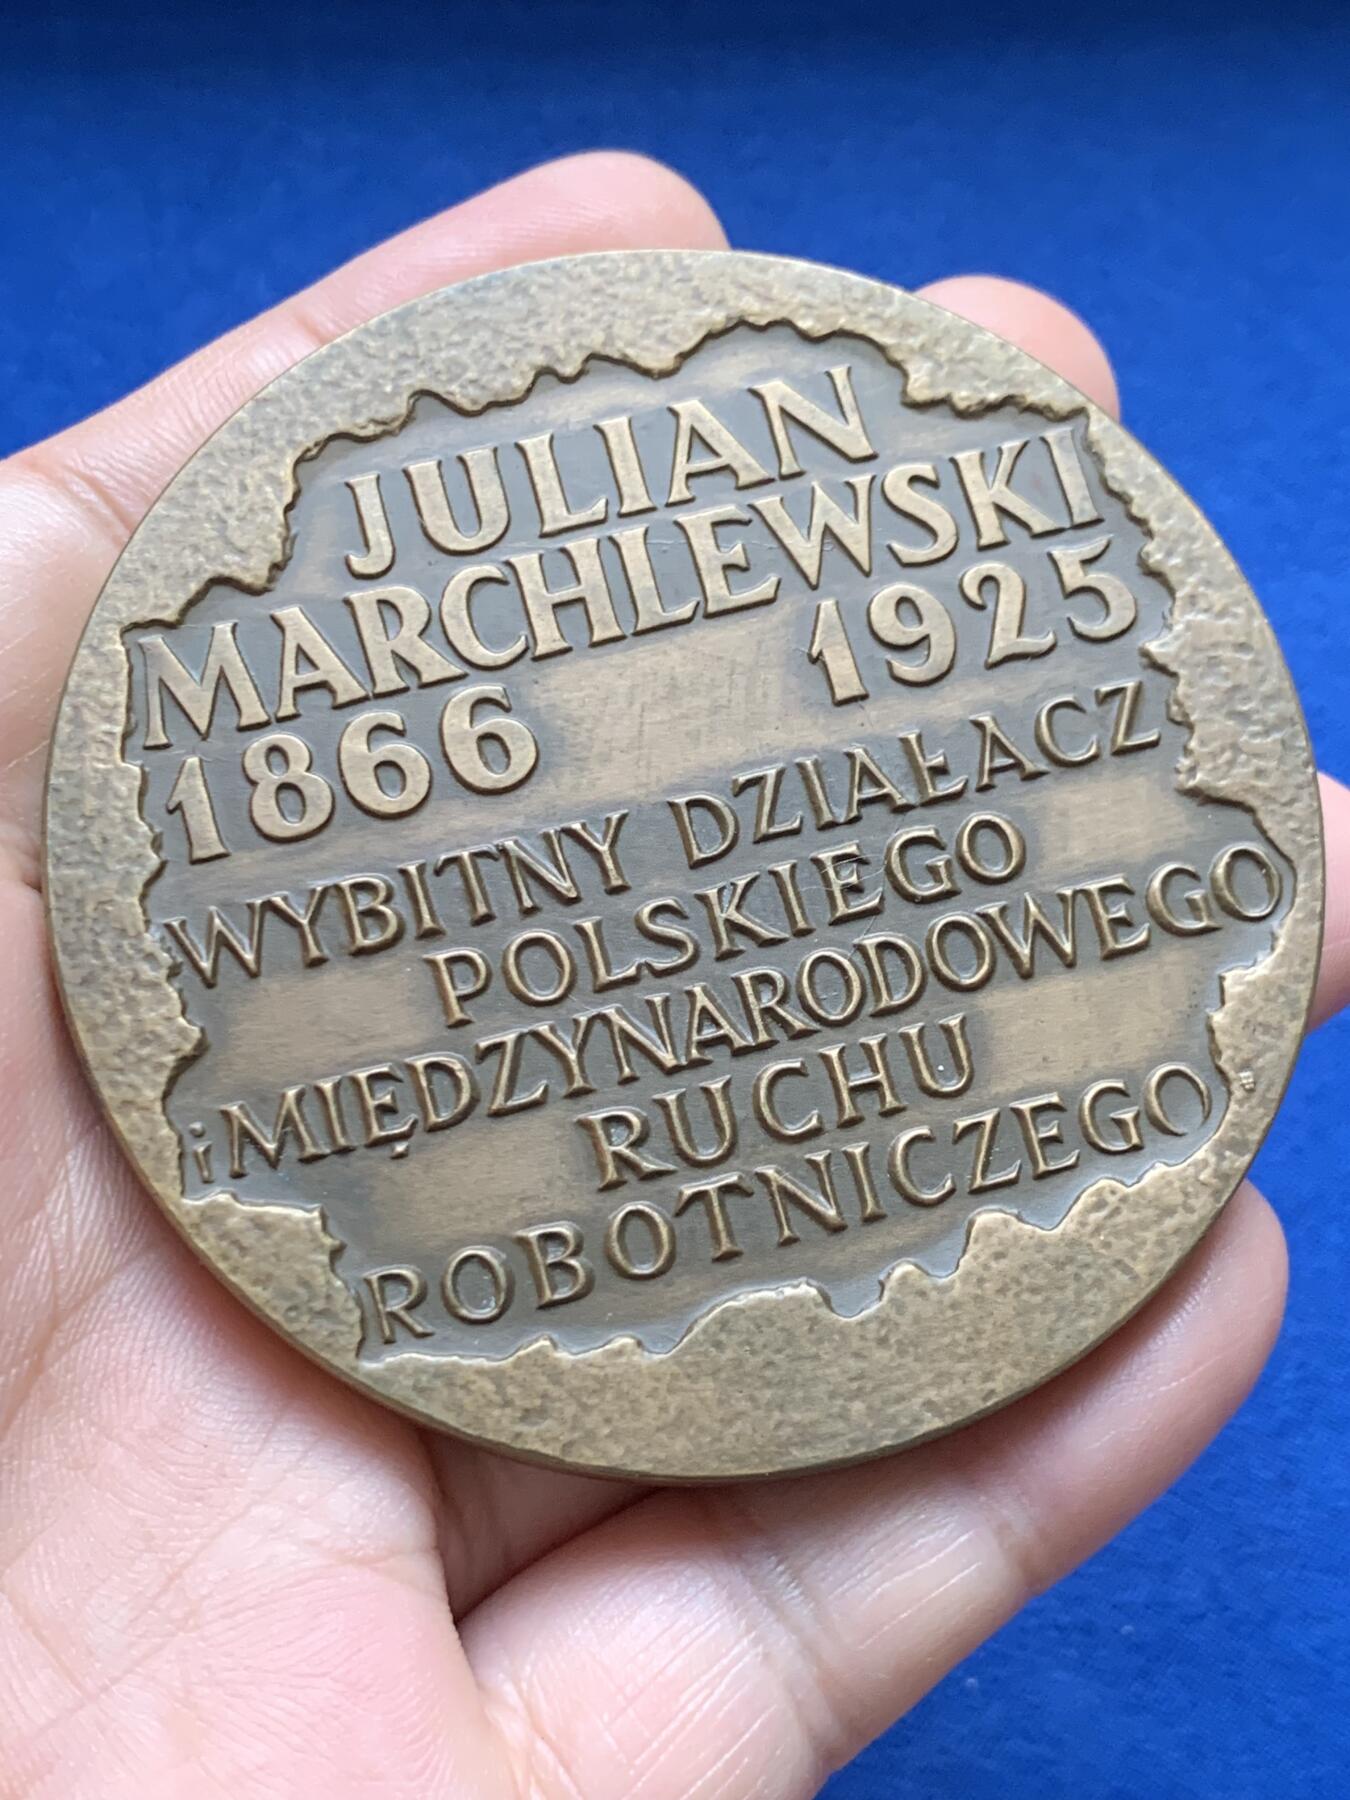 JULIAN
MARCHLEWSKI
1866 1925
WYBITNY DZIAŁACZ
POLSKIEGO
i MIĘDZYNARODOWEGO
RUCHU
ROBOTNICZEGO